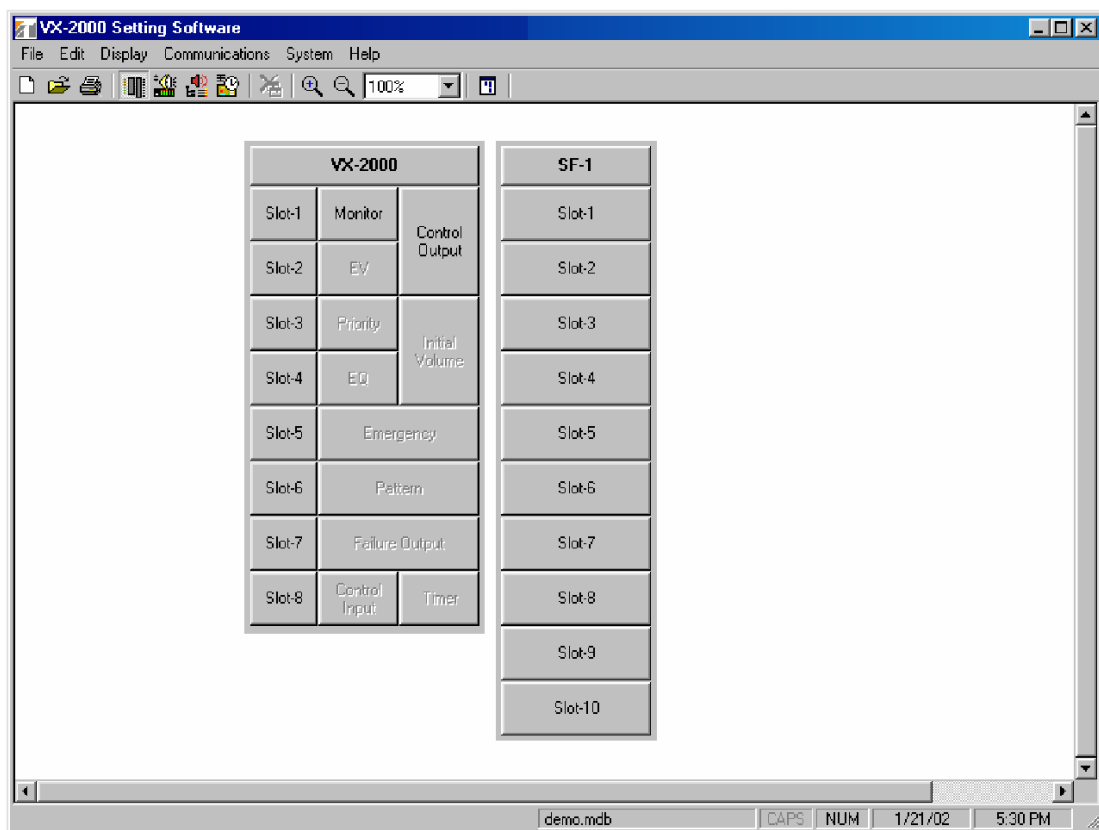 VX-2000 Setting Software
File Edit Display Communications System Help
100%
VX-2000
Slot-1 Monitor Control Output
Slot-2 EV
Slot-3 Priority Initial Volume
Slot-4 EQ
Slot-5 Emergency
Slot-6 Pattern
Slot-7 Failure Output
Slot-8 Control Input Timer
SF-1
Slot-1
Slot-2
Slot-3
Slot-4
Slot-5
Slot-6
Slot-7
Slot-8
Slot-9
Slot-10
demo.mdb CAPS NUM 1/21/02 5:30 PM